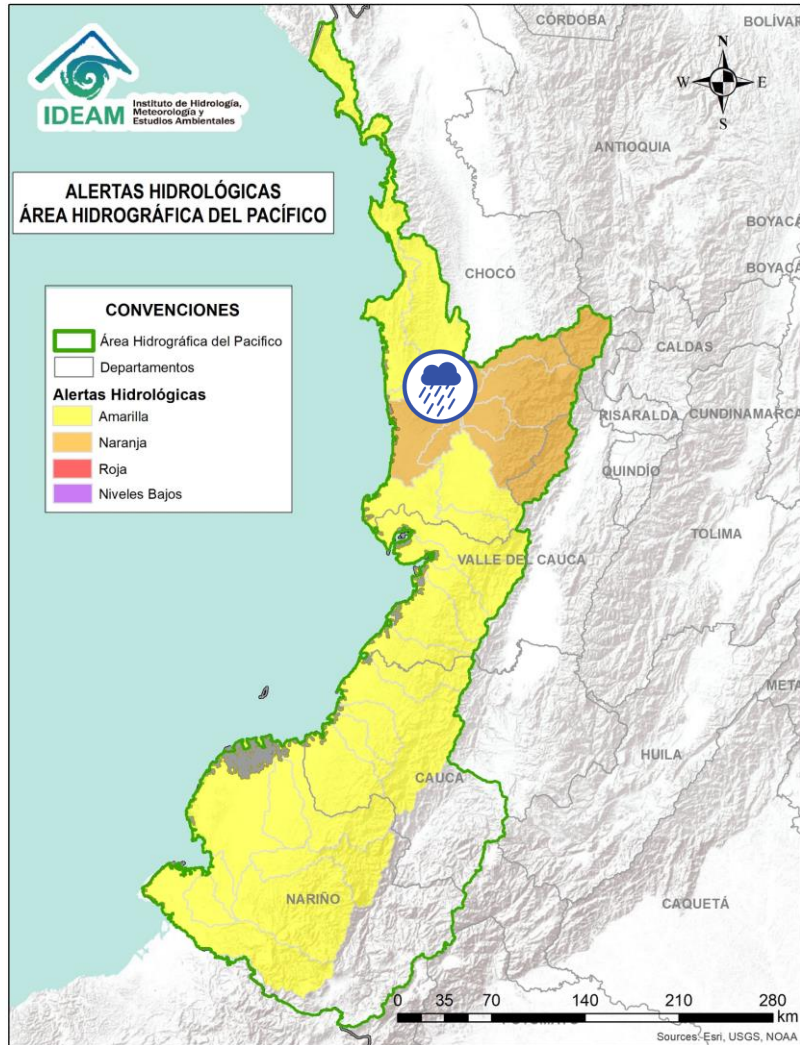 IDEAM
Instituto de Hidrología,
Meteorología y
Estudios Ambientales
ALERTAS HIDROLÓGICAS
ÁREA HIDROGRÁFICA DEL PACÍFICO
CONVENCIONES
Área Hidrográfica del Pacifico
Departamentos
Alertas Hidrológicas
Amarilla
Naranja
Roja
Niveles Bajos
N
W E
S
CÓRDOBA
BOLÍVAR
ANTIOQUIA
BOYACÁ
BOYACÁ
CHOCÓ
CALDAS
RISARALDA
CUNDINAMARCA
QUINDÍO
TOLIMA
VALLE DEL CAUCA
META
HUILA
CAUCA
NARIÑO
CAQUETÁ
0 35 70 140 210 280
km
Sources: Esri, USGS, NOAA